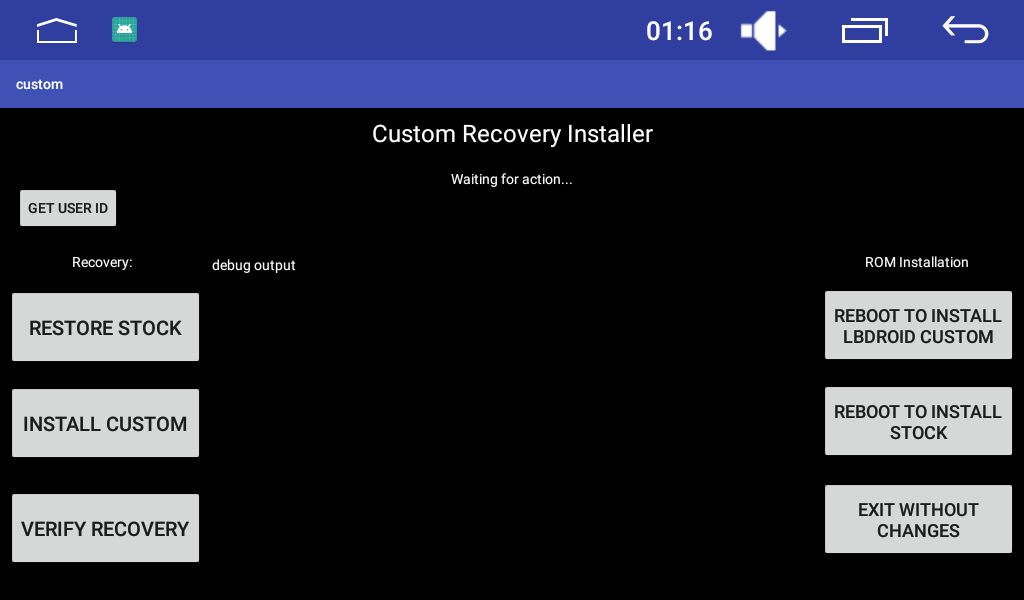 01:16
custom
Custom Recovery Installer
Waiting for action...
GET USER ID
Recovery:
debug output
ROM Installation
RESTORE STOCK
REBOOT TO INSTALL
LBDROID CUSTOM
INSTALL CUSTOM
REBOOT TO INSTALL
STOCK
VERIFY RECOVERY
EXIT WITHOUT
CHANGES